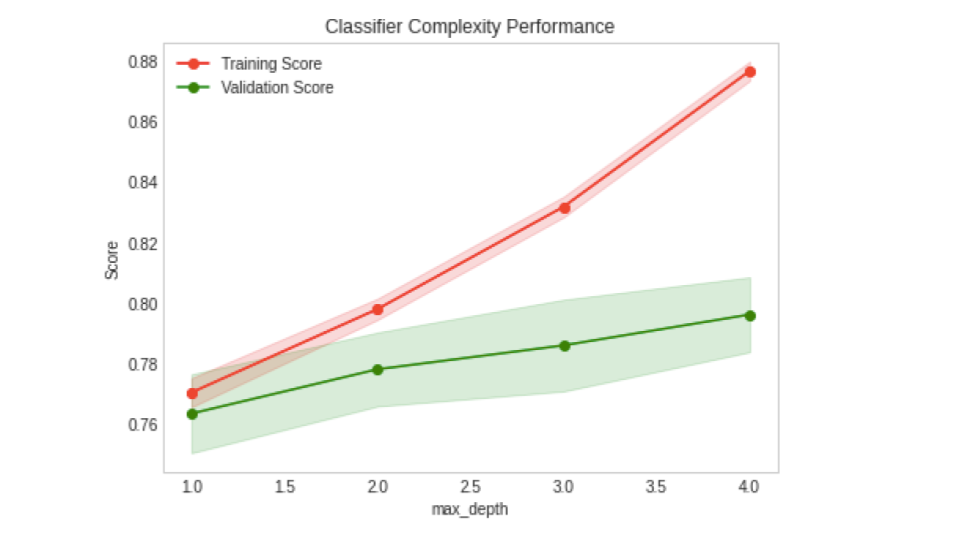 Classifier Complexity Performance
Training Score
Validation Score
0.88
0.86
0.84
0.82
0.80
0.78
0.76
Score
1.0 1.5 2.0 2.5 3.0 3.5 4.0
max_depth